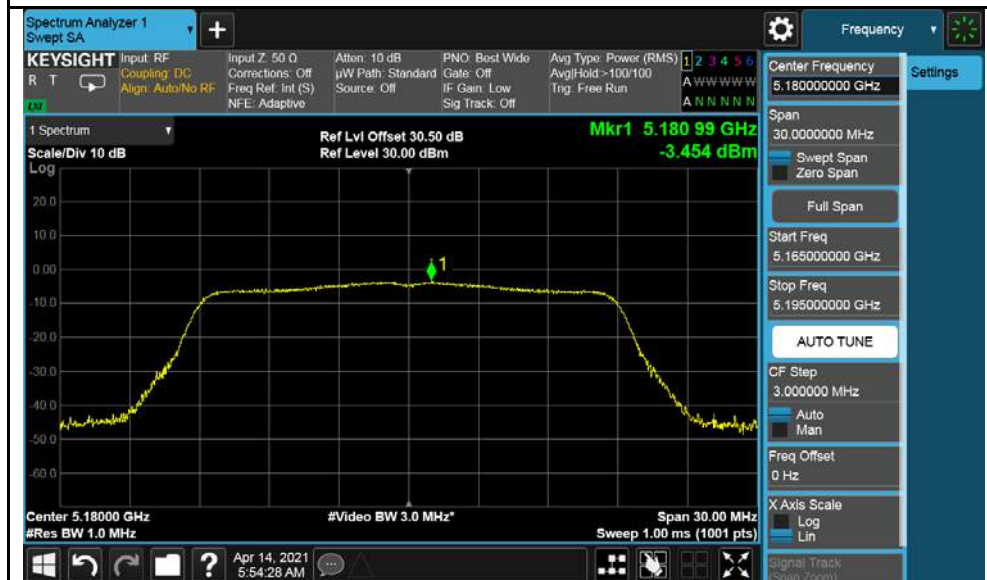 Spectrum Analyzer 1
Swept SA
+
Frequency
KEYSIGHT
R T
LXI
Input: RF
Coupling: DC
Align: Auto/No RF
Input Z: 50 Ω
Corrections: Off
Freq Ref: Int (S)
NFE: Adaptive
Atten: 10 dB
µW Path: Standard
Source: Off
PNO: Best Wide
Gate: Off
IF Gain: Low
Sig Track: Off
Avg Type: Power (RMS)
Avg|Hold:>100/100
Trig: Free Run
1 2 3 4 5 6
A W W W W W
A N N N N N
Center Frequency
5.180000000 GHz
Settings
Span
30.0000000 MHz
Swept Span
Zero Span
Full Span
Start Freq
5.165000000 GHz
Stop Freq
5.195000000 GHz
AUTO TUNE
CF Step
3.000000 MHz
Auto
Man
Freq Offset
0 Hz
X Axis Scale
Log
Lin
Signal Track
(Span Zoom)
1 Spectrum
Scale/Div 10 dB
Log
Ref Lvl Offset 30.50 dB
Ref Level 30.00 dBm
Mkr1 5.180 99 GHz
-3.454 dBm
20.0
10.0
0.00
-10.0
-20.0
-30.0
-40.0
-50.0
-60.0
1
Center 5.18000 GHz
#Res BW 1.0 MHz
#Video BW 3.0 MHz*
Span 30.00 MHz
Sweep 1.00 ms (1001 pts)
?
Apr 14, 2021
5:54:28 AM